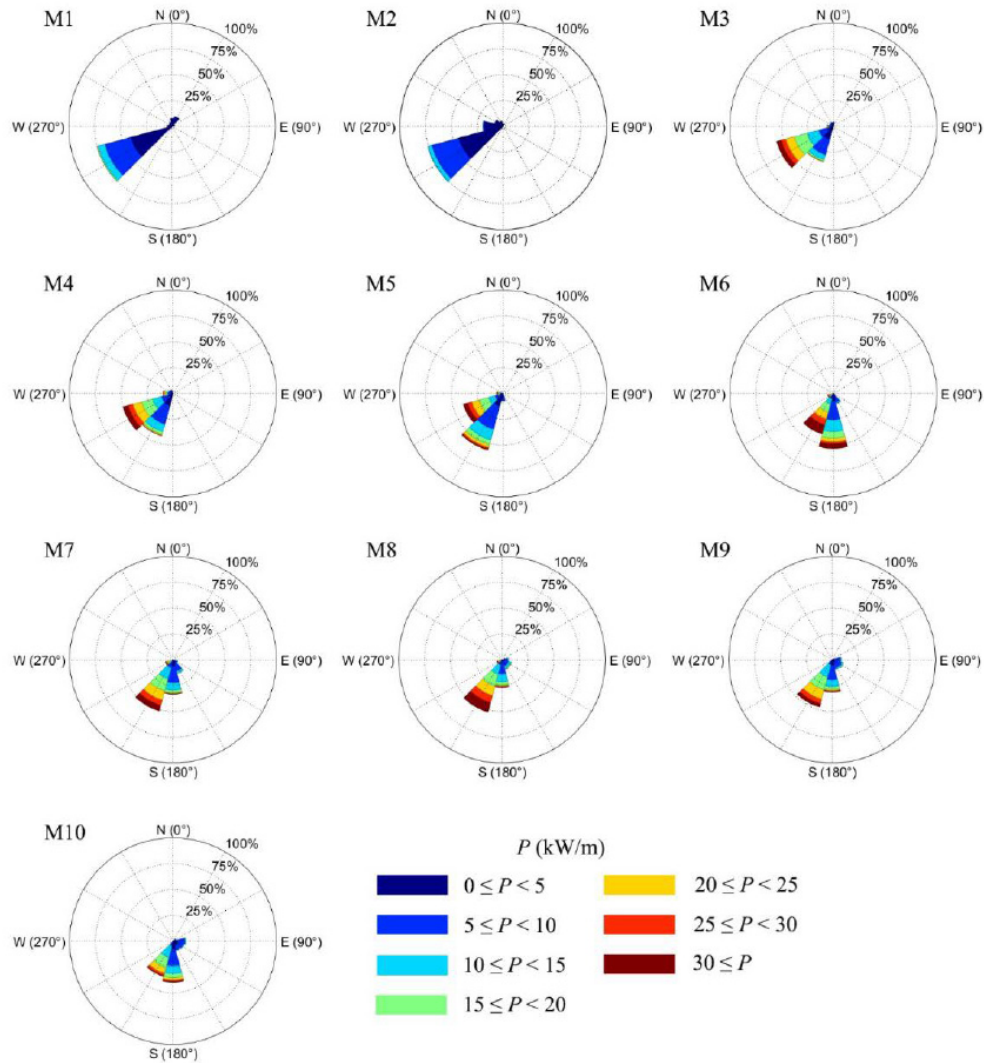 M1
N (0°)
100%
75%
50%
25%
W (270°)
E (90°)
S (180°)
M2
N (0°)
100%
75%
50%
25%
W (270°)
E (90°)
S (180°)
M3
N (0°)
100%
75%
50%
25%
W (270°)
E (90°)
S (180°)
M4
N (0°)
100%
75%
50%
25%
W (270°)
E (90°)
S (180°)
M5
N (0°)
100%
75%
50%
25%
W (270°)
E (90°)
S (180°)
M6
N (0°)
100%
75%
50%
25%
W (270°)
E (90°)
S (180°)
M7
N (0°)
100%
75%
50%
25%
W (270°)
E (90°)
S (180°)
M8
N (0°)
100%
75%
50%
25%
W (270°)
E (90°)
S (180°)
M9
N (0°)
100%
75%
50%
25%
W (270°)
E (90°)
S (180°)
M10
N (0°)
100%
75%
50%
25%
W (270°)
E (90°)
S (180°)
P (kW/m)
0 ≤ P < 5
5 ≤ P < 10
10 ≤ P < 15
15 ≤ P < 20
20 ≤ P < 25
25 ≤ P < 30
30 ≤ P